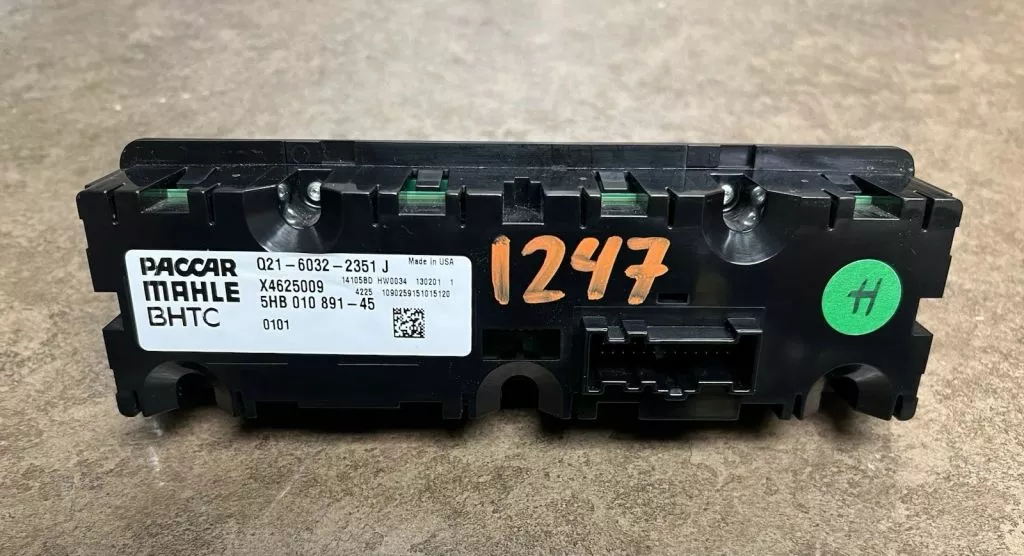 PACCAR
MAHLE
BHTC
Q21-6032-2351 J Made in USA
X4625009 14105BD HW0034 130201 1
5HB 010 891-45 4225 1090259151015120
0101
1247
H